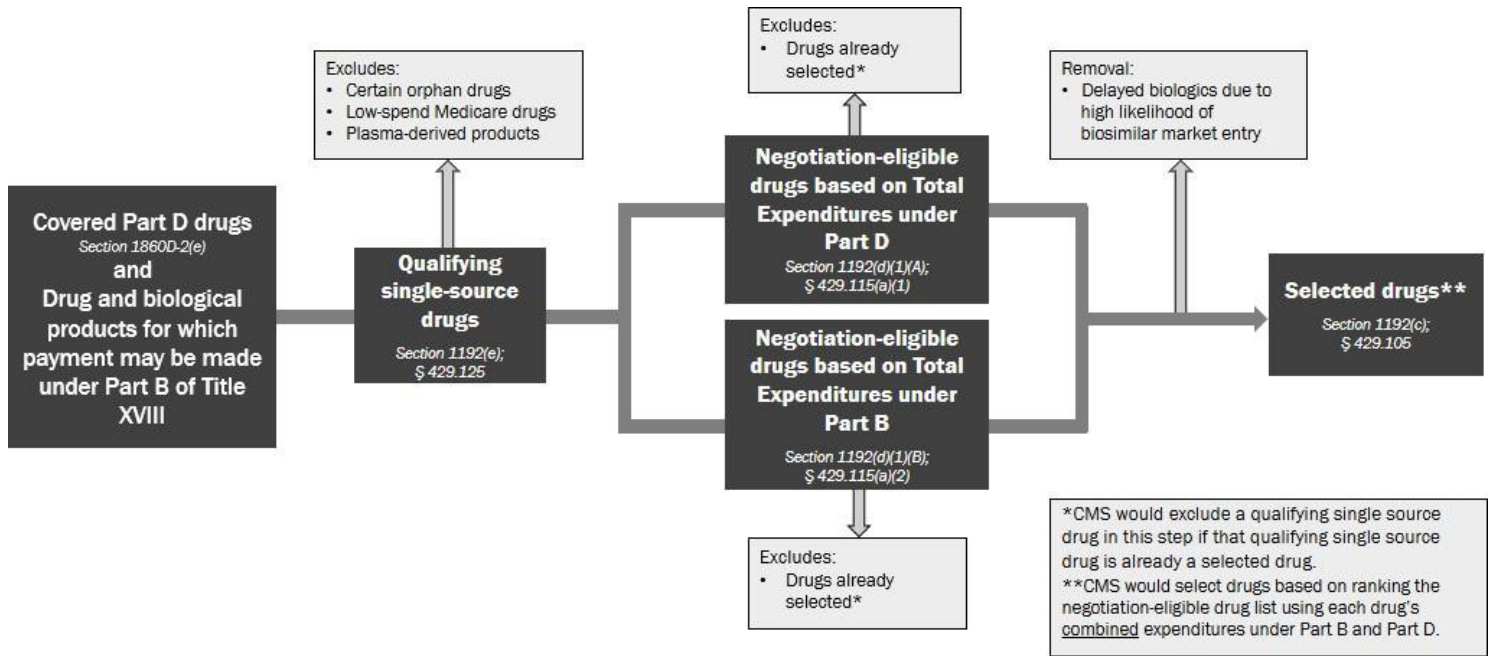 Covered Part D drugs
Section 1860D-2(e)
and
Drug and biological
products for which
payment may be made
under Part B of Title
XVIII
Excludes:
• Certain orphan drugs
• Low-spend Medicare drugs
• Plasma-derived products
Qualifying
single-source
drugs
Section 1192(e);
§ 429.125
Excludes:
• Drugs already
selected*
Negotiation-eligible
drugs based on Total
Expenditures under
Part D
Section 1192(d)(1)(A);
§ 429.115(a)(1)
Negotiation-eligible
drugs based on Total
Expenditures under
Part B
Section 1192(d)(1)(B);
§ 429.115(a)(2)
Excludes:
• Drugs already
selected*
Removal:
• Delayed biologics due to
high likelihood of
biosimilar market entry
Selected drugs**
Section 1192(c);
§ 429.105
*CMS would exclude a qualifying single source
drug in this step if that qualifying single source
drug is already a selected drug.
**CMS would select drugs based on ranking the
negotiation-eligible drug list using each drug's
combined expenditures under Part B and Part D.